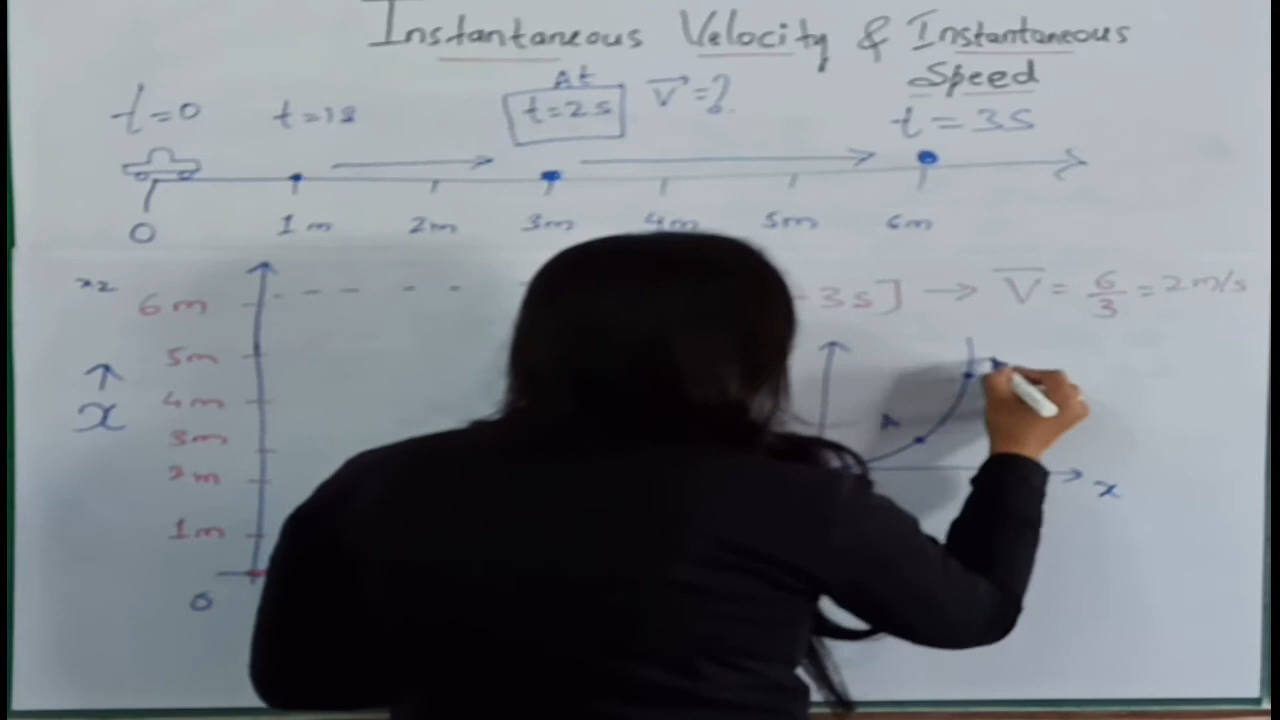 Instantaneous Velocity & Instantaneous
Speed
t=0 t=1s At t=2s V=? t=3s
0 1m 2m 3m 4m 5m 6m
x2
6m 3s] → V = 6/3 = 2m/s
5m
x 4m A
3m
2m x
1m
0